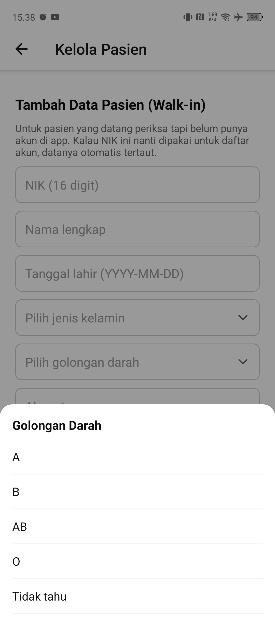 15.38
Kelola Pasien
Tambah Data Pasien (Walk-in)
Untuk pasien yang datang periksa tapi belum punya
akun di app. Kalau NIK ini nanti dipakai untuk daftar
akun, datanya otomatis tertaut.
NIK (16 digit)
Nama lengkap
Tanggal lahir (YYYY-MM-DD)
Pilih jenis kelamin
Pilih golongan darah
Golongan Darah
A
B
AB
O
Tidak tahu